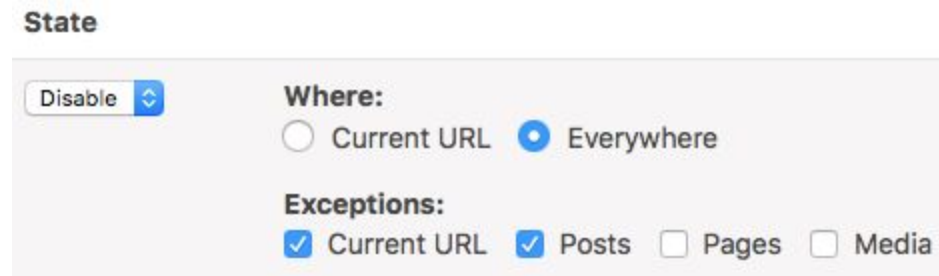 State
Disable
Where:
Current URL Everywhere
Exceptions:
Current URL Posts Pages Media